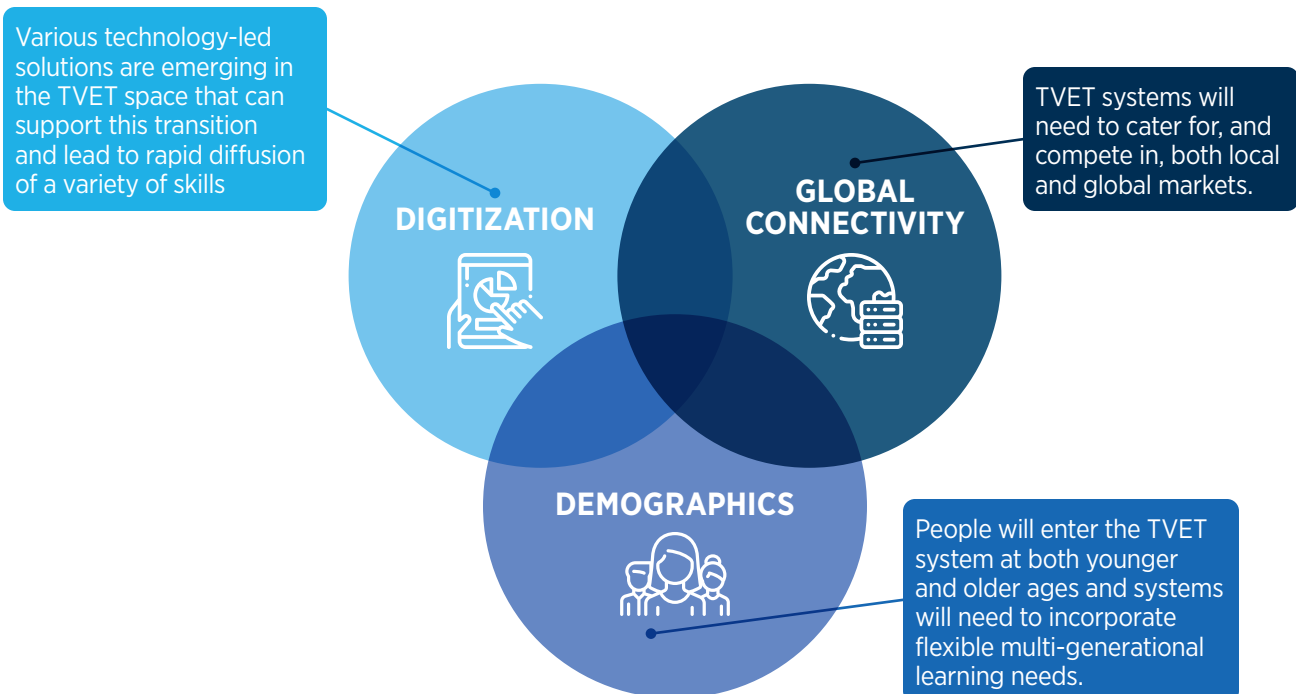 Various technology-led
solutions are emerging in
the TVET space that can
support this transition
and lead to rapid diffusion
of a variety of skills
TVET systems will
need to cater for, and
compete in, both local
and global markets.
DIGITIZATION
GLOBAL
CONNECTIVITY
DEMOGRAPHICS
People will enter the TVET
system at both younger
and older ages and systems
will need to incorporate
flexible multi-generational
learning needs.